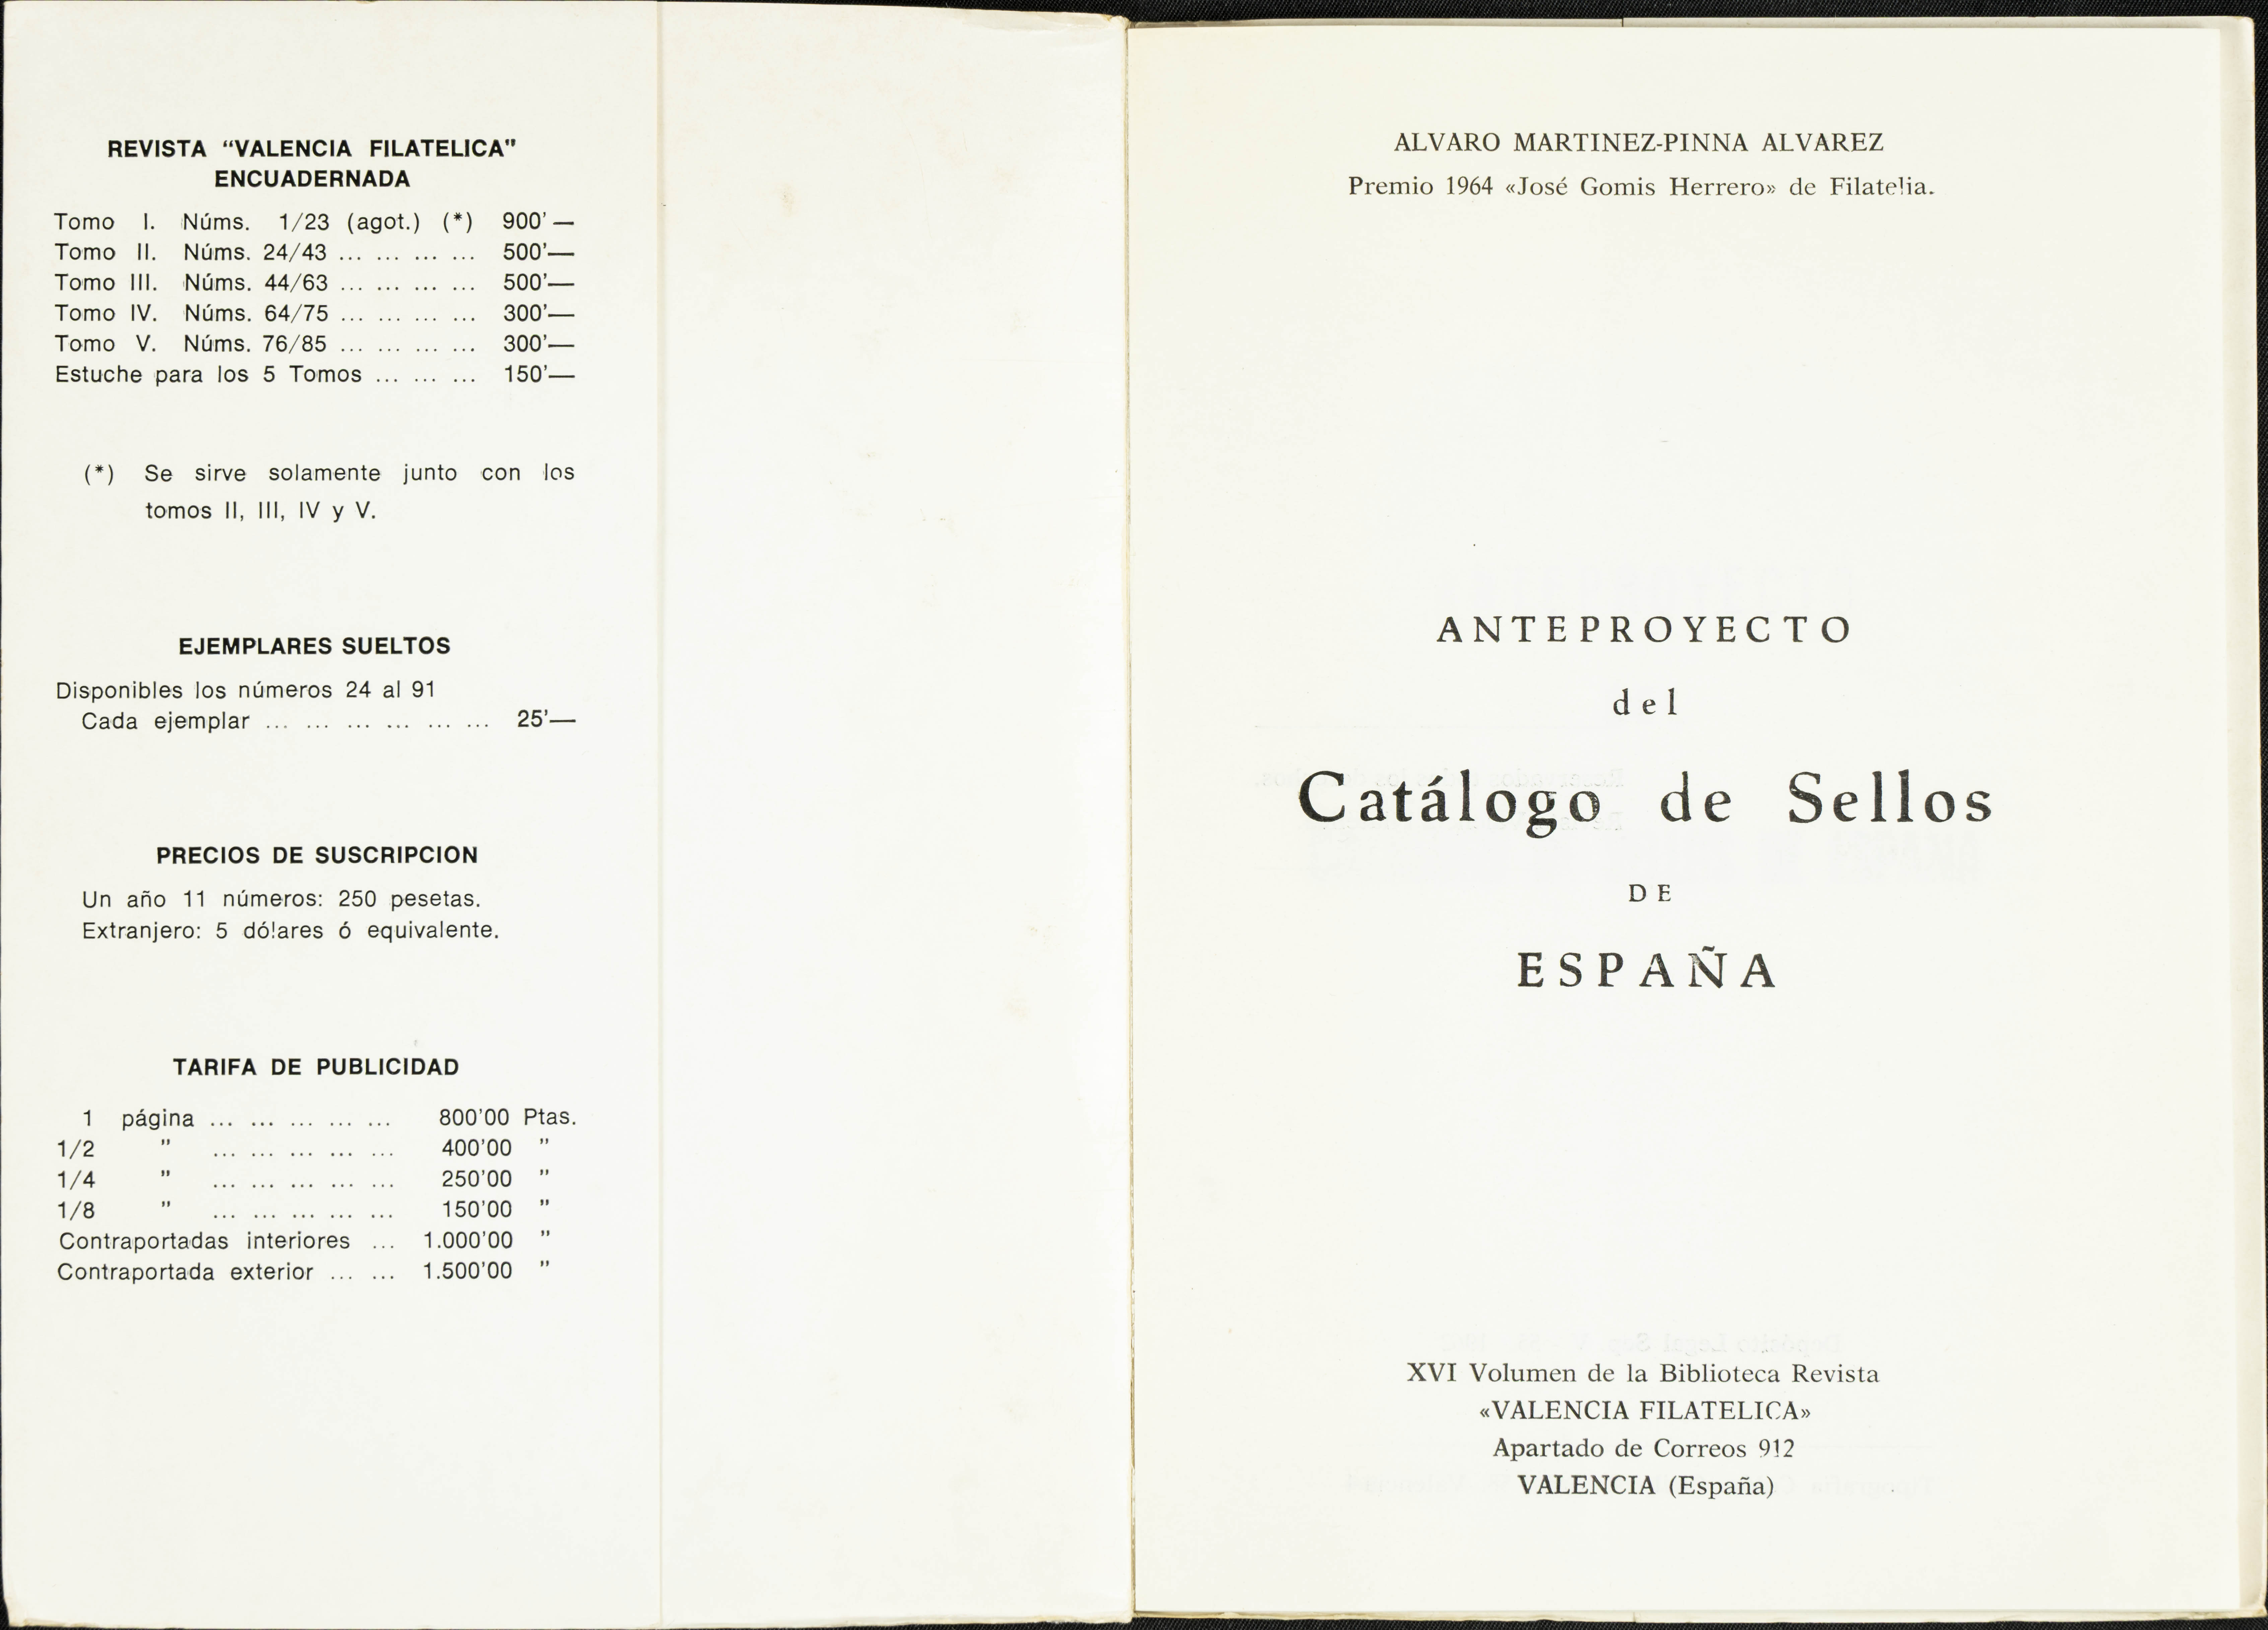 REVISTA “VALENCIA FILATELICA”
ENCUADERNADA
Tomo I. Núms. 1/23 (agot.) (*) 900'—
Tomo II. Núms. 24/43 ... ... ... ... 500'—
Tomo III. Núms. 44/63 ... ... ... ... 500'—
Tomo IV. Núms. 64/75 ... ... ... ... 300'—
Tomo V. Núms. 76/85 ... ... ... ... 300'—
Estuche para los 5 Tomos ... ... ... 150'—
(*) Se sirve solamente junto con los
tomos II, III, IV y V.
EJEMPLARES SUELTOS
Disponibles los números 24 al 91
Cada ejemplar ... ... ... ... ... ... 25'—
PRECIOS DE SUSCRIPCION
Un año 11 números: 250 pesetas.
Extranjero: 5 dólares ó equivalente.
TARIFA DE PUBLICIDAD
1 página ... ... ... ... ... 800'00 Ptas.
1/2 " ... ... ... ... ... 400'00 "
1/4 " ... ... ... ... ... 250'00 "
1/8 " ... ... ... ... ... 150'00 "
Contraportadas interiores ... 1.000'00 "
Contraportada exterior ... ... 1.500'00 "
ALVARO MARTINEZ-PINNA ALVAREZ
Premio 1964 «José Gomis Herrero» de Filatelia.
ANTEPROYECTO
del
Catálogo de Sellos
DE
ESPAÑA
XVI Volumen de la Biblioteca Revista
«VALENCIA FILATELICA»
Apartado de Correos 912
VALENCIA (España)